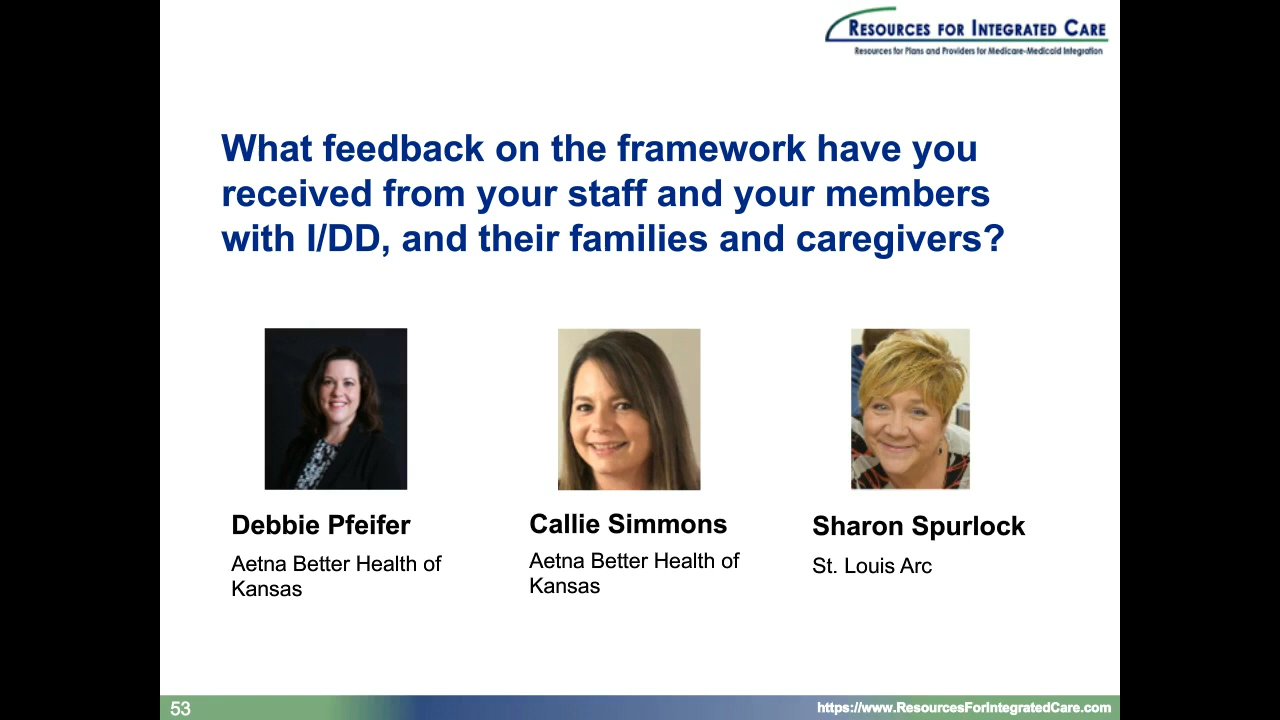 RESOURCES FOR INTEGRATED CARE
Resources for Plans and Providers for Medicare-Medicaid Integration
What feedback on the framework have you
received from your staff and your members
with I/DD, and their families and caregivers?
Debbie Pfeifer
Aetna Better Health of
Kansas
Callie Simmons
Aetna Better Health of
Kansas
Sharon Spurlock
St. Louis Arc
53
https://www.ResourcesForIntegratedCare.com